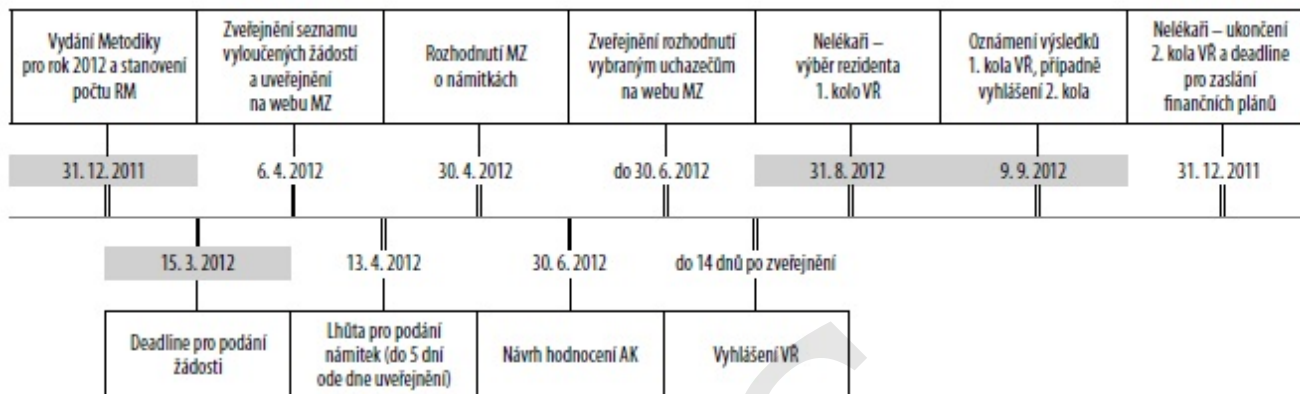 Vydání Metodiky
pro rok 2012 a stanovení
počtu RM
Zveřejnění seznamu
vyloučených žádostí
a uveřejnění
na webu MZ
Rozhodnutí MZ
o námitkách
Zveřejnění rozhodnutí
vybraným uchazečům
na webu MZ
Nelékaři –
výběr rezidenta
1. kolo VŘ
Oznámení výsledků
1. kola VŘ, případně
vyhlášení 2. kola
Nelékaři – ukončení
2. kola VŘ a deadline
pro zaslání
finančních plánů
31. 12. 2011
6. 4. 2012
30. 4. 2012
do 30. 6. 2012
31. 8. 2012
9. 9. 2012
31. 12. 2011
15. 3. 2012
13. 4. 2012
30. 6. 2012
do 14 dnů po zveřejnění
Deadline pro podání
žádosti
Lhůta pro podání
námitek (do 5 dní
ode dne uveřejnění)
Návrh hodnocení AK
Vyhlášení VŘ